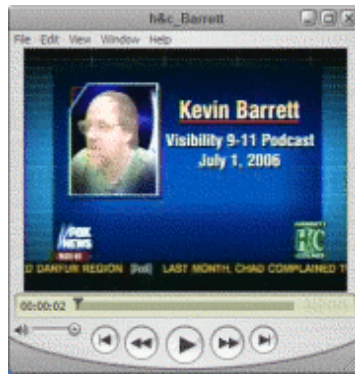 h&c_Barrett
File Edit View Window Help
Kevin Barrett
Visibility 9-11 Podcast
July 1, 2006
FOX
NEWS
H&C
D DARFUR REGION LAST MONTH, CHAD COMPLAINED T
00:00:02